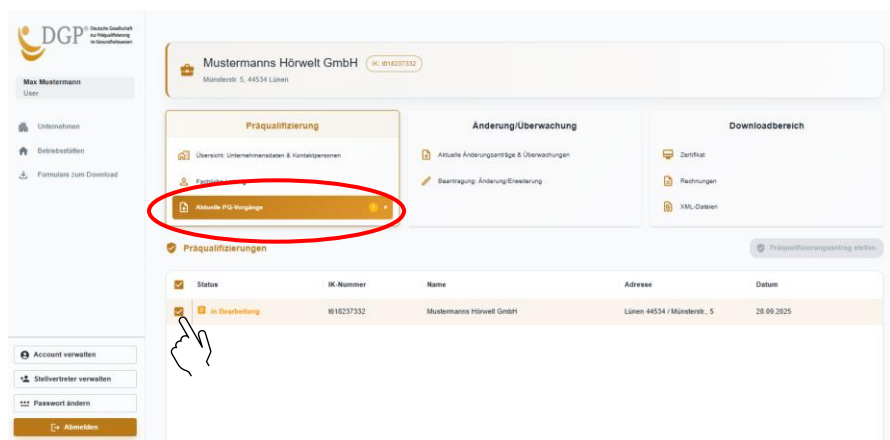 DGP® Deutsche Gesellschaft
zur Präqualifizierung
im Gesundheitswesen
Max Mustermann
User
Unternehmen
Betriebsstätten
Formulare zum Download
Account verwalten
Stellvertreter verwalten
Passwort ändern
Abmelden
Mustermanns Hörwelt GmbH
IK: I618237332
Münsterstr. 5, 44534 Lünen
Präqualifizierung
Übersicht: Unternehmensdaten & Kontaktpersonen
Aktuelle PQ-Vorgänge
Änderung/Überwachung
Aktuelle Änderungsanträge & Überwachungen
Beantragung: Änderung/Erweiterung
Downloadbereich
Zertifikat
Rechnungen
XML-Dateien
Präqualifizierungen
Präqualifizierungsantrag stellen
Status IK-Nummer Name Adresse Datum
In Bearbeitung I618237332 Mustermanns Hörwelt GmbH Lünen 44534 / Münsterstr., 5 28.09.2025